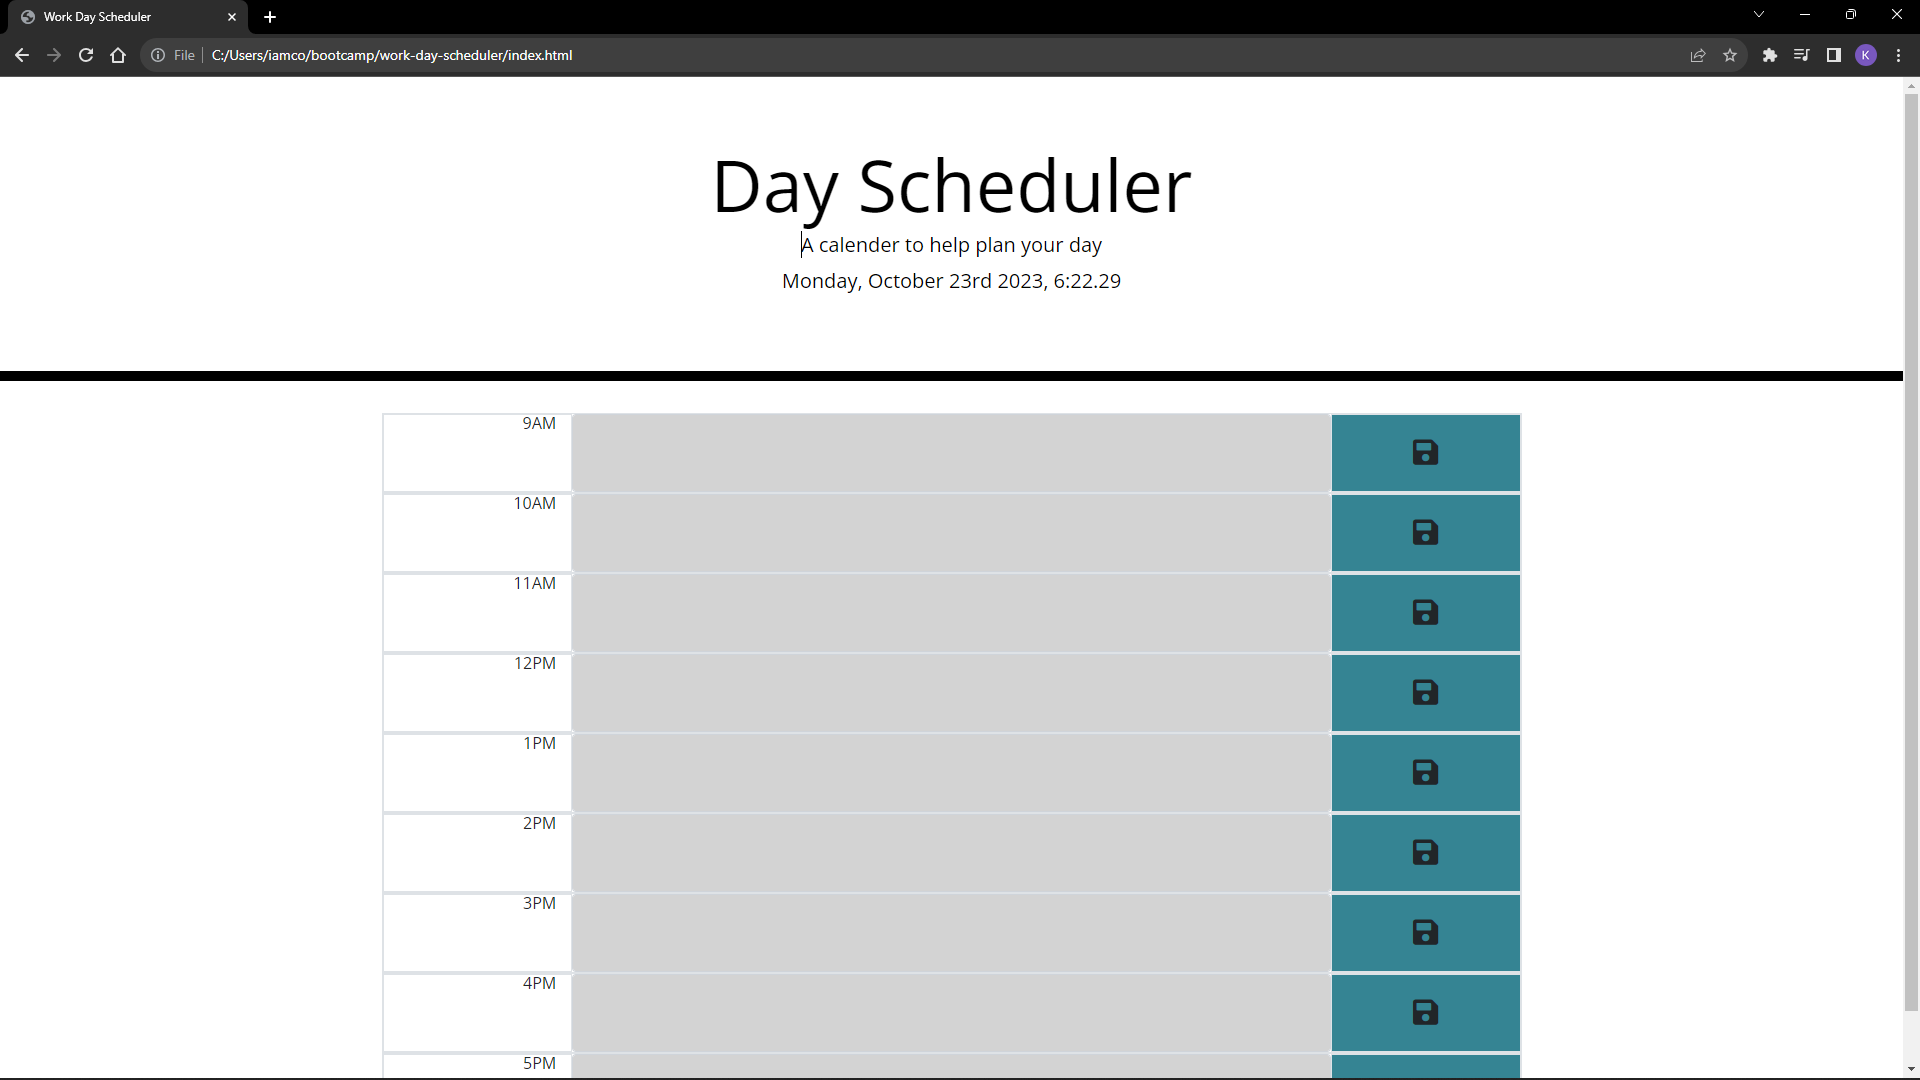 Work Day Scheduler
File C:/Users/iamco/bootcamp/work-day-scheduler/index.html
K
Day Scheduler
A calender to help plan your day
Monday, October 23rd 2023, 6:22.29
9AM
10AM
11AM
12PM
1PM
2PM
3PM
4PM
5PM